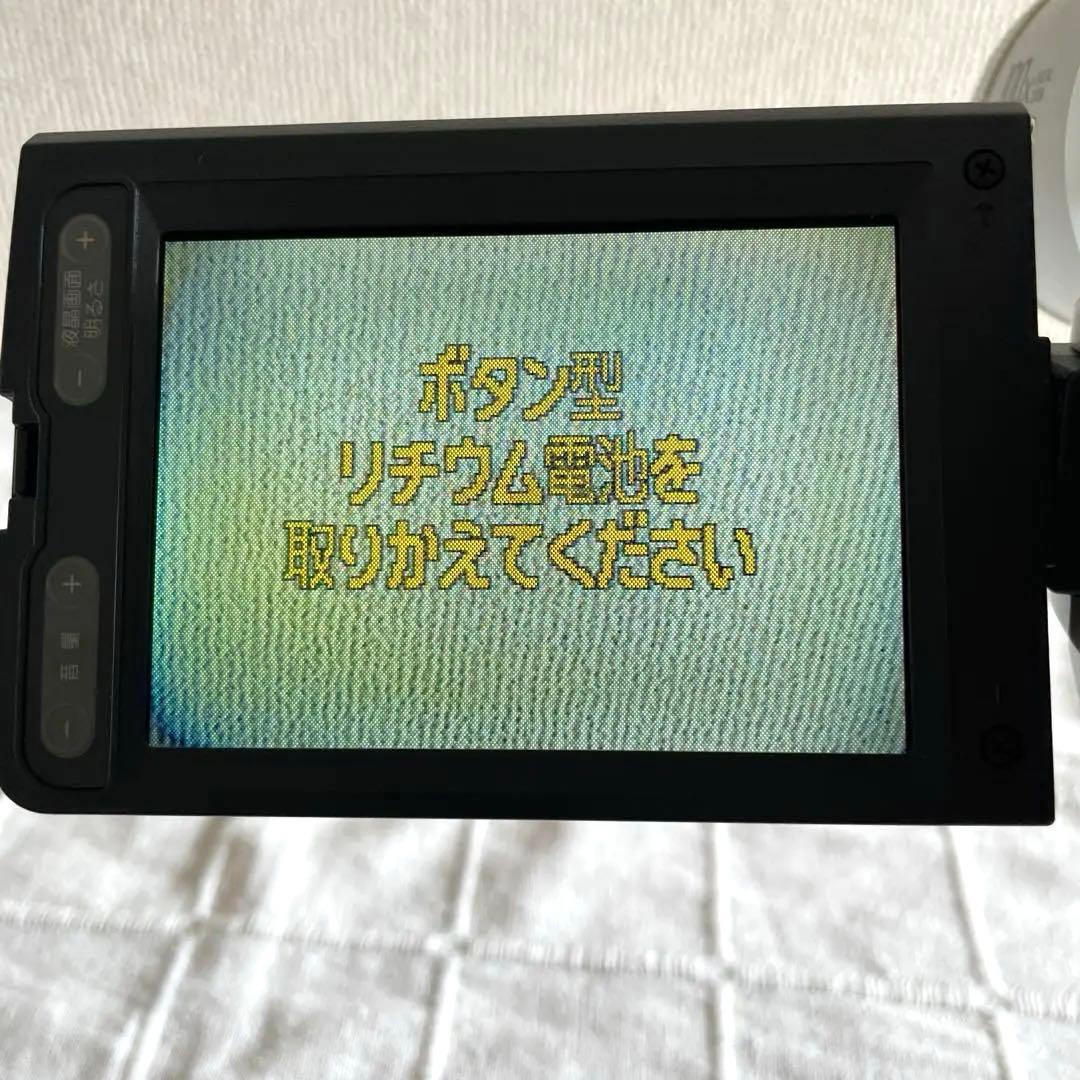 ボタン型
リチウム電池を
取りかえてください
+
液晶画面
明るさ
−
+
音量
−